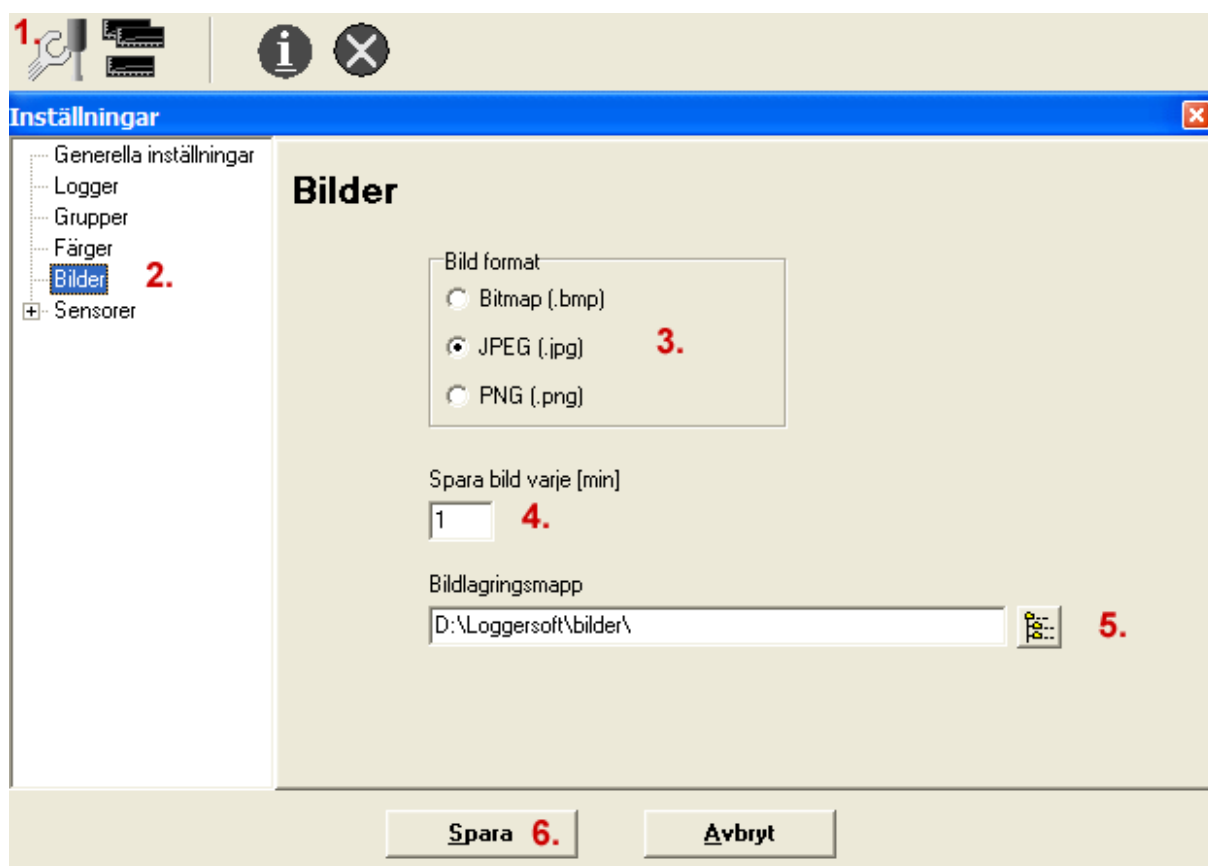 1.
Inställningar
Generella inställningar
Logger
Grupper
Färger
Bilder 2.
Sensorer
Bilder
Bild format
Bitmap (.bmp)
JPEG (.jpg) 3.
PNG (.png)
Spara bild varje [min]
1 4.
Bildlagringsmapp
D:\Loggersoft\bilder\ 5.
Spara 6. Avbryt